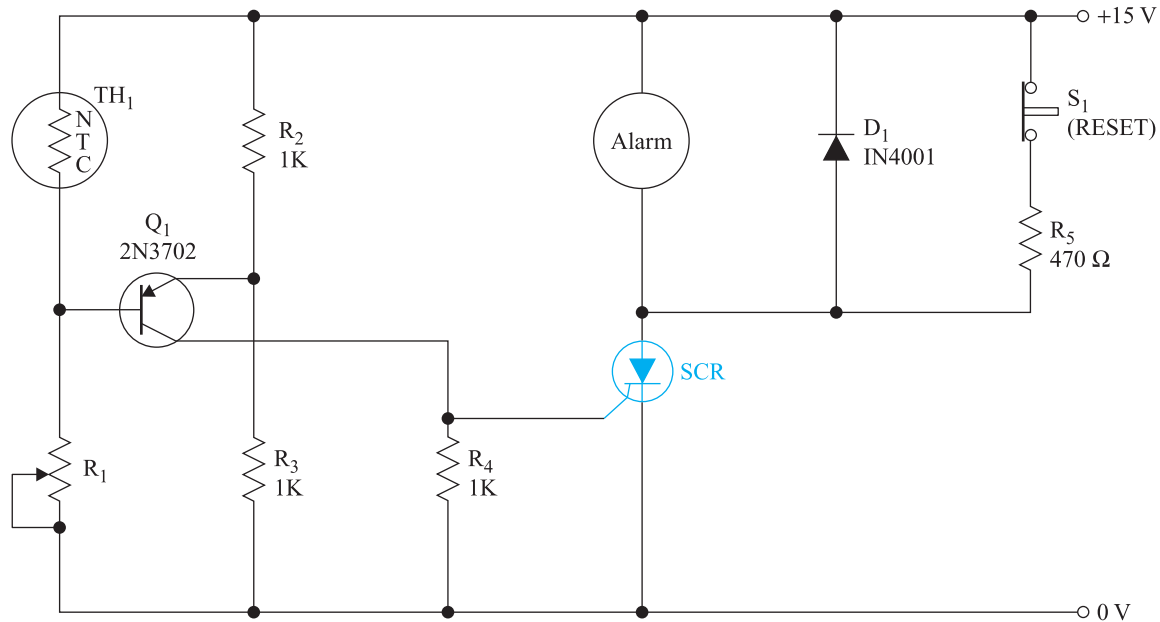 +15 V
TH₁
N
T
C
R₂
1K
Alarm
D₁
IN4001
S₁
(RESET)
Q₁
2N3702
R₅
470 Ω
SCR
R₁
R₃
1K
R₄
1K
0 V